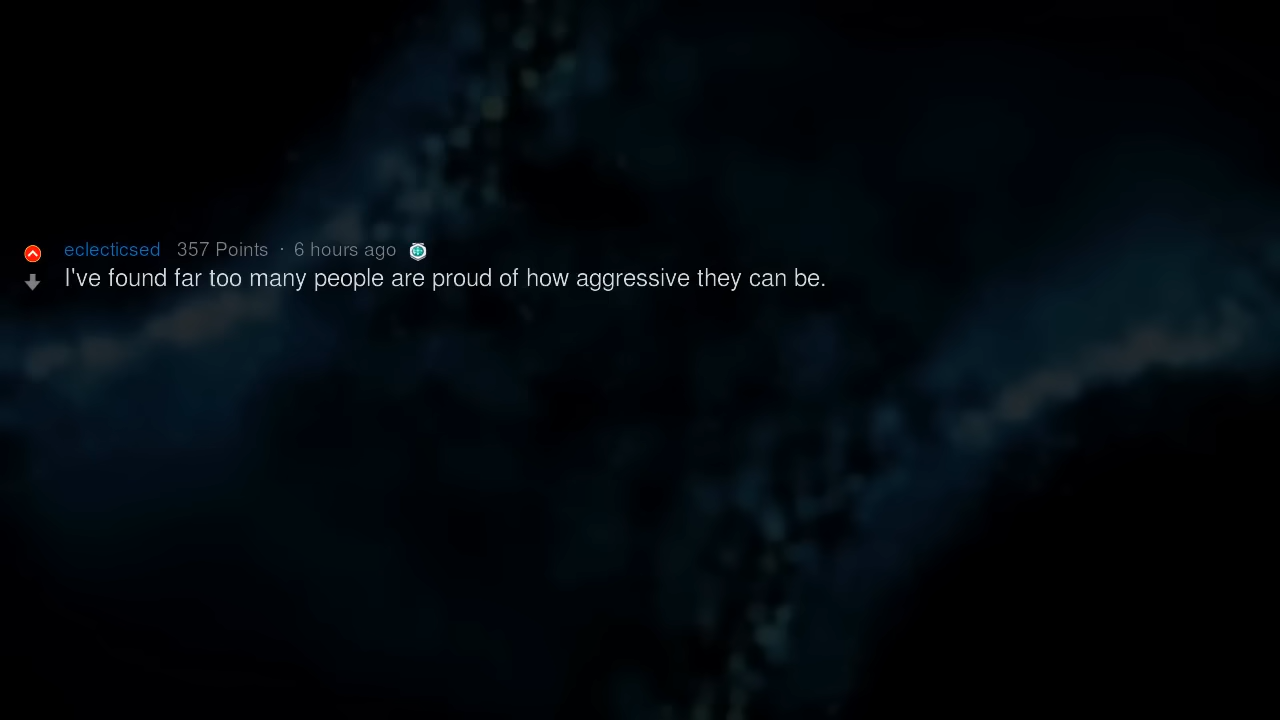 eclecticsed 357 Points · 6 hours ago
I've found far too many people are proud of how aggressive they can be.